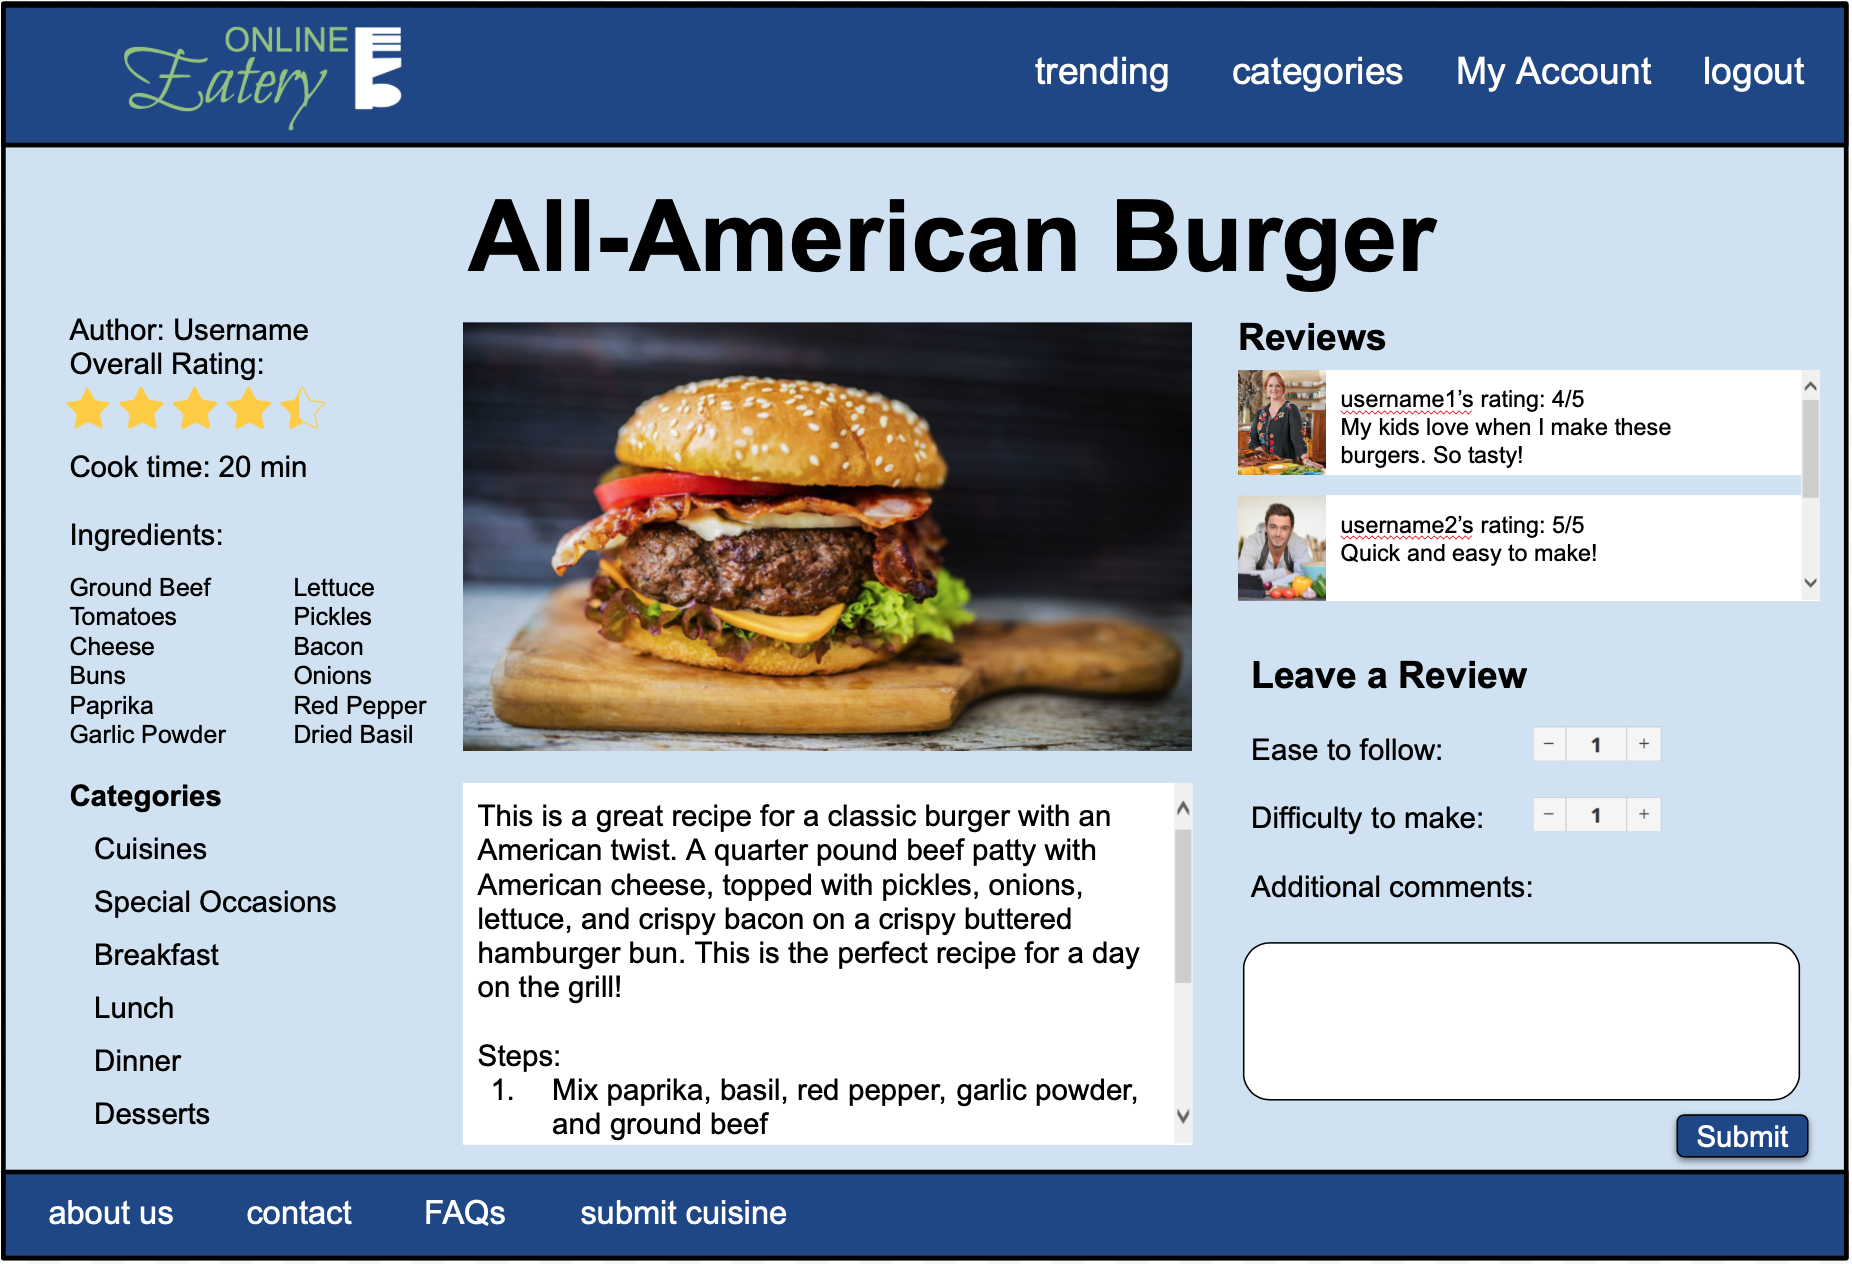 ONLINE
Eatery
trending
categories
My Account
logout
All-American Burger
Author: Username
Overall Rating:
Cook time: 20 min
Ingredients:
Ground Beef
Tomatoes
Cheese
Buns
Paprika
Garlic Powder
Lettuce
Pickles
Bacon
Onions
Red Pepper
Dried Basil
Categories
Cuisines
Special Occasions
Breakfast
Lunch
Dinner
Desserts
This is a great recipe for a classic burger with an
American twist. A quarter pound beef patty with
American cheese, topped with pickles, onions,
lettuce, and crispy bacon on a crispy buttered
hamburger bun. This is the perfect recipe for a day
on the grill!
Steps:
1. Mix paprika, basil, red pepper, garlic powder,
and ground beef
Reviews
username1’s rating: 4/5
My kids love when I make these
burgers. So tasty!
username2’s rating: 5/5
Quick and easy to make!
Leave a Review
Ease to follow:
− 1 +
Difficulty to make:
− 1 +
Additional comments:
Submit
about us
contact
FAQs
submit cuisine